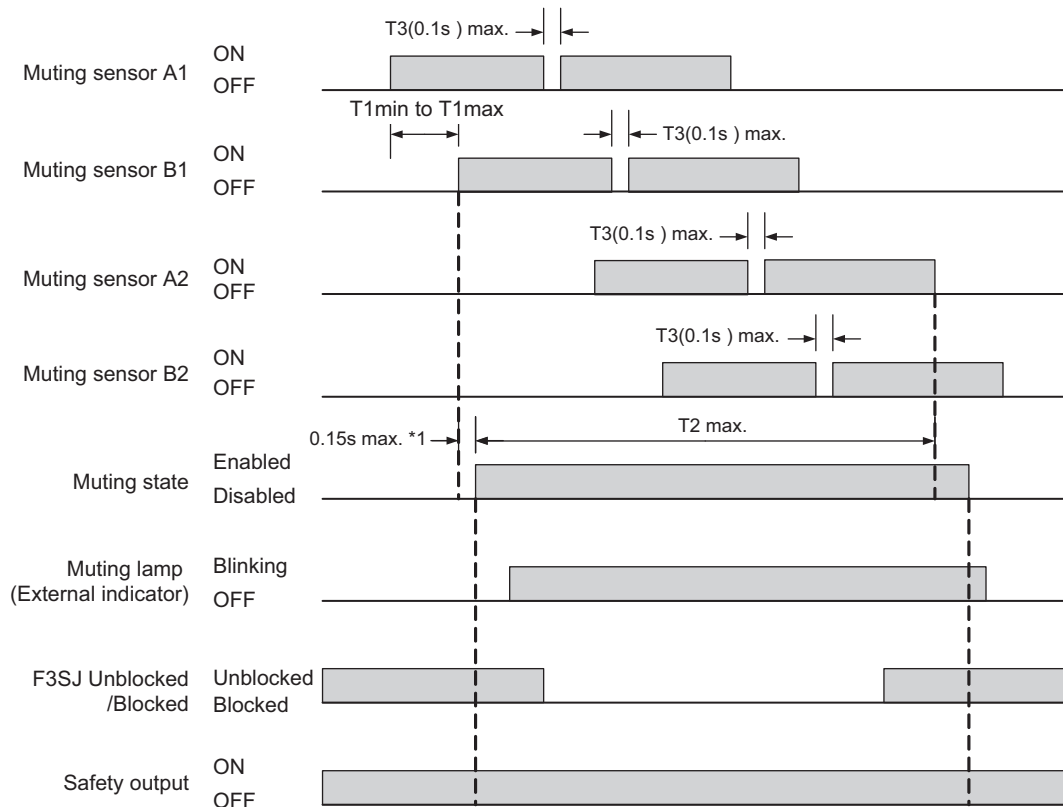 T3(0.1s ) max.
Muting sensor A1
ON
OFF
T1min to T1max
T3(0.1s ) max.
Muting sensor B1
ON
OFF
T3(0.1s ) max.
Muting sensor A2
ON
OFF
T3(0.1s ) max.
Muting sensor B2
ON
OFF
0.15s max. *1
T2 max.
Muting state
Enabled
Disabled
Muting lamp
(External indicator)
Blinking
OFF
F3SJ Unblocked
/Blocked
Unblocked
Blocked
Safety output
ON
OFF